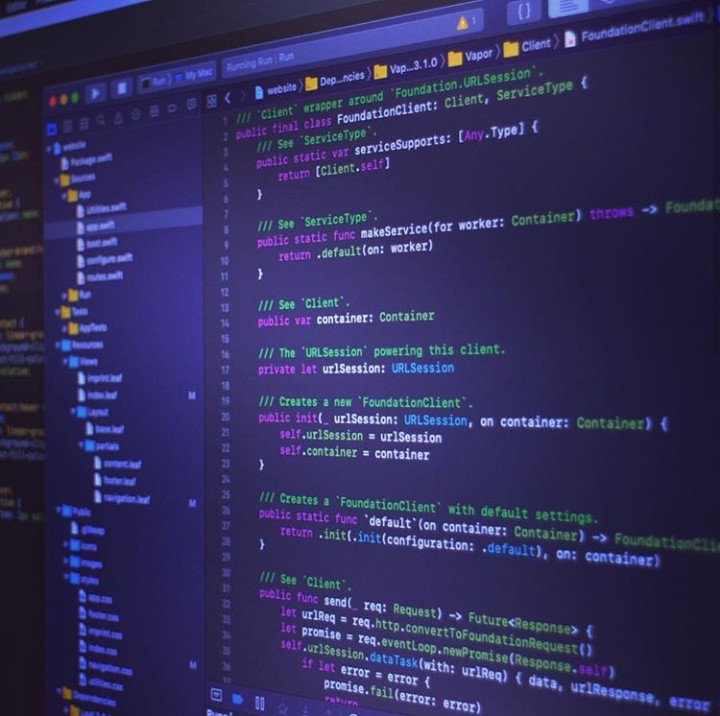 Running Run : Run
1
{ }
Run
My Mac
website
Dep...ncies
Vap...3.1.0
Vapor
Client
FoundationClient.swift
website
Package.swift
Sources
App
Utilities.swift
app.swift
boot.swift
configure.swift
routes.swift
Run
Tests
AppTests
Resources
Views
imprint.leaf
index.leaf M
Layout
base.leaf
partials
content.leaf
footer.leaf
navigation.leaf M
Public
.gitkeep
icons
images
styles
app.css
footer.css
imprint.css
index.css
navigation.css M
utilities.css
Dependencies
1 /// `Client` wrapper around `Foundation.URLSession`.
2 public final class FoundationClient: Client, ServiceType {
3 /// See `ServiceType`.
4 public static var serviceSupports: [Any.Type] {
5 return [Client.self]
6 }
7
8 /// See `ServiceType`.
9 public static func makeService(for worker: Container) throws -> Foundat
10 return .default(on: worker)
11 }
12
13 /// See `Client`.
14 public var container: Container
15
16 /// The `URLSession` powering this client.
17 private let urlSession: URLSession
18
19 /// Creates a new `FoundationClient`.
20 public init(_ urlSession: URLSession, on container: Container) {
21 self.urlSession = urlSession
22 self.container = container
23 }
24
25 /// Creates a `FoundationClient` with default settings.
26 public static func `default`(on container: Container) -> FoundationClie
27 return .init(.init(configuration: .default), on: container)
28 }
29
30 /// See `Client`.
31 public func send(_ req: Request) -> Future<Response> {
32 let urlReq = req.http.convertToFoundationRequest()
33 let promise = req.eventLoop.newPromise(Response.self)
34 self.urlSession.dataTask(with: urlReq) { data, urlResponse, error
35 if let error = error {
36 promise.fail(error: error)
return